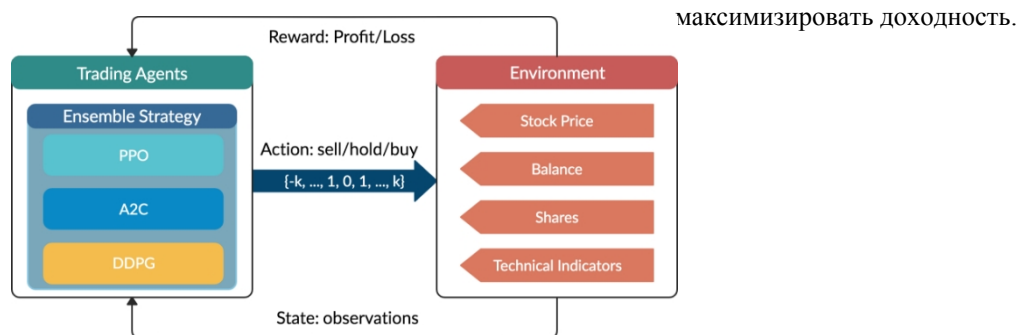 максимизировать доходность.
Reward: Profit/Loss
Trading Agents
Ensemble Strategy
PPO
A2C
DDPG
Action: sell/hold/buy
{-k, ..., 1, 0, 1, ..., k}
Environment
Stock Price
Balance
Shares
Technical Indicators
State: observations